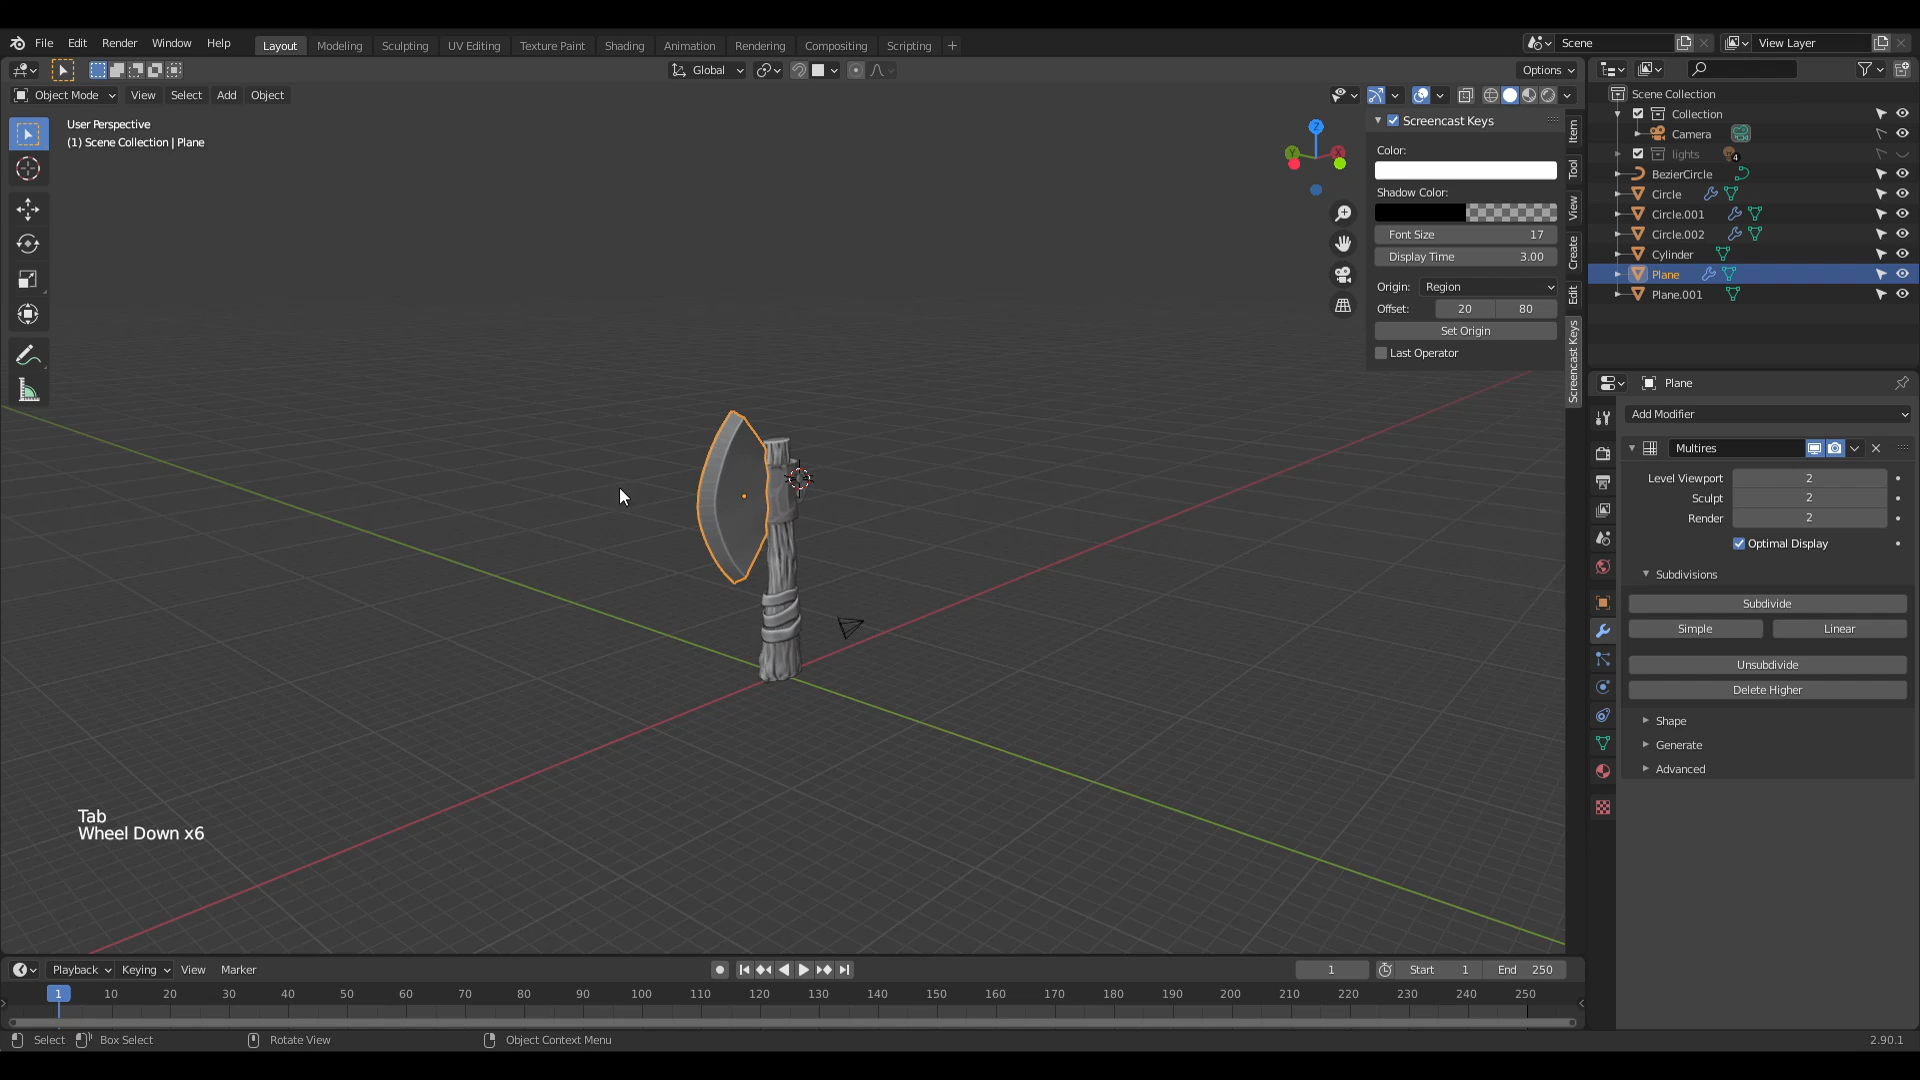 File Edit Render Window Help Layout Modeling Sculpting UV Editing Texture Paint Shading Animation Rendering Compositing Scripting + Scene View Layer
Global Options
Object Mode View Select Add Object
User Perspective
(1) Scene Collection | Plane
Z
Y X
Screencast Keys
Color:
Shadow Color:
Font Size 17
Display Time 3.00
Origin: Region
Offset: 20 80
Set Origin
Last Operator
Item
Tool
View
Create
Edit
Screencast Keys
Scene Collection
Collection
Camera
lights 4
BezierCircle
Circle
Circle.001
Circle.002
Cylinder
Plane
Plane.001
Plane
Add Modifier
Multires
Level Viewport 2
Sculpt 2
Render 2
Optimal Display
Subdivisions
Subdivide
Simple Linear
Unsubdivide
Delete Higher
Shape
Generate
Advanced
Tab
Wheel Down x6
Playback Keying View Marker 1 Start 1 End 250
1 10 20 30 40 50 60 70 80 90 100 110 120 130 140 150 160 170 180 190 200 210 220 230 240 250
Select Box Select Rotate View Object Context Menu 2.90.1